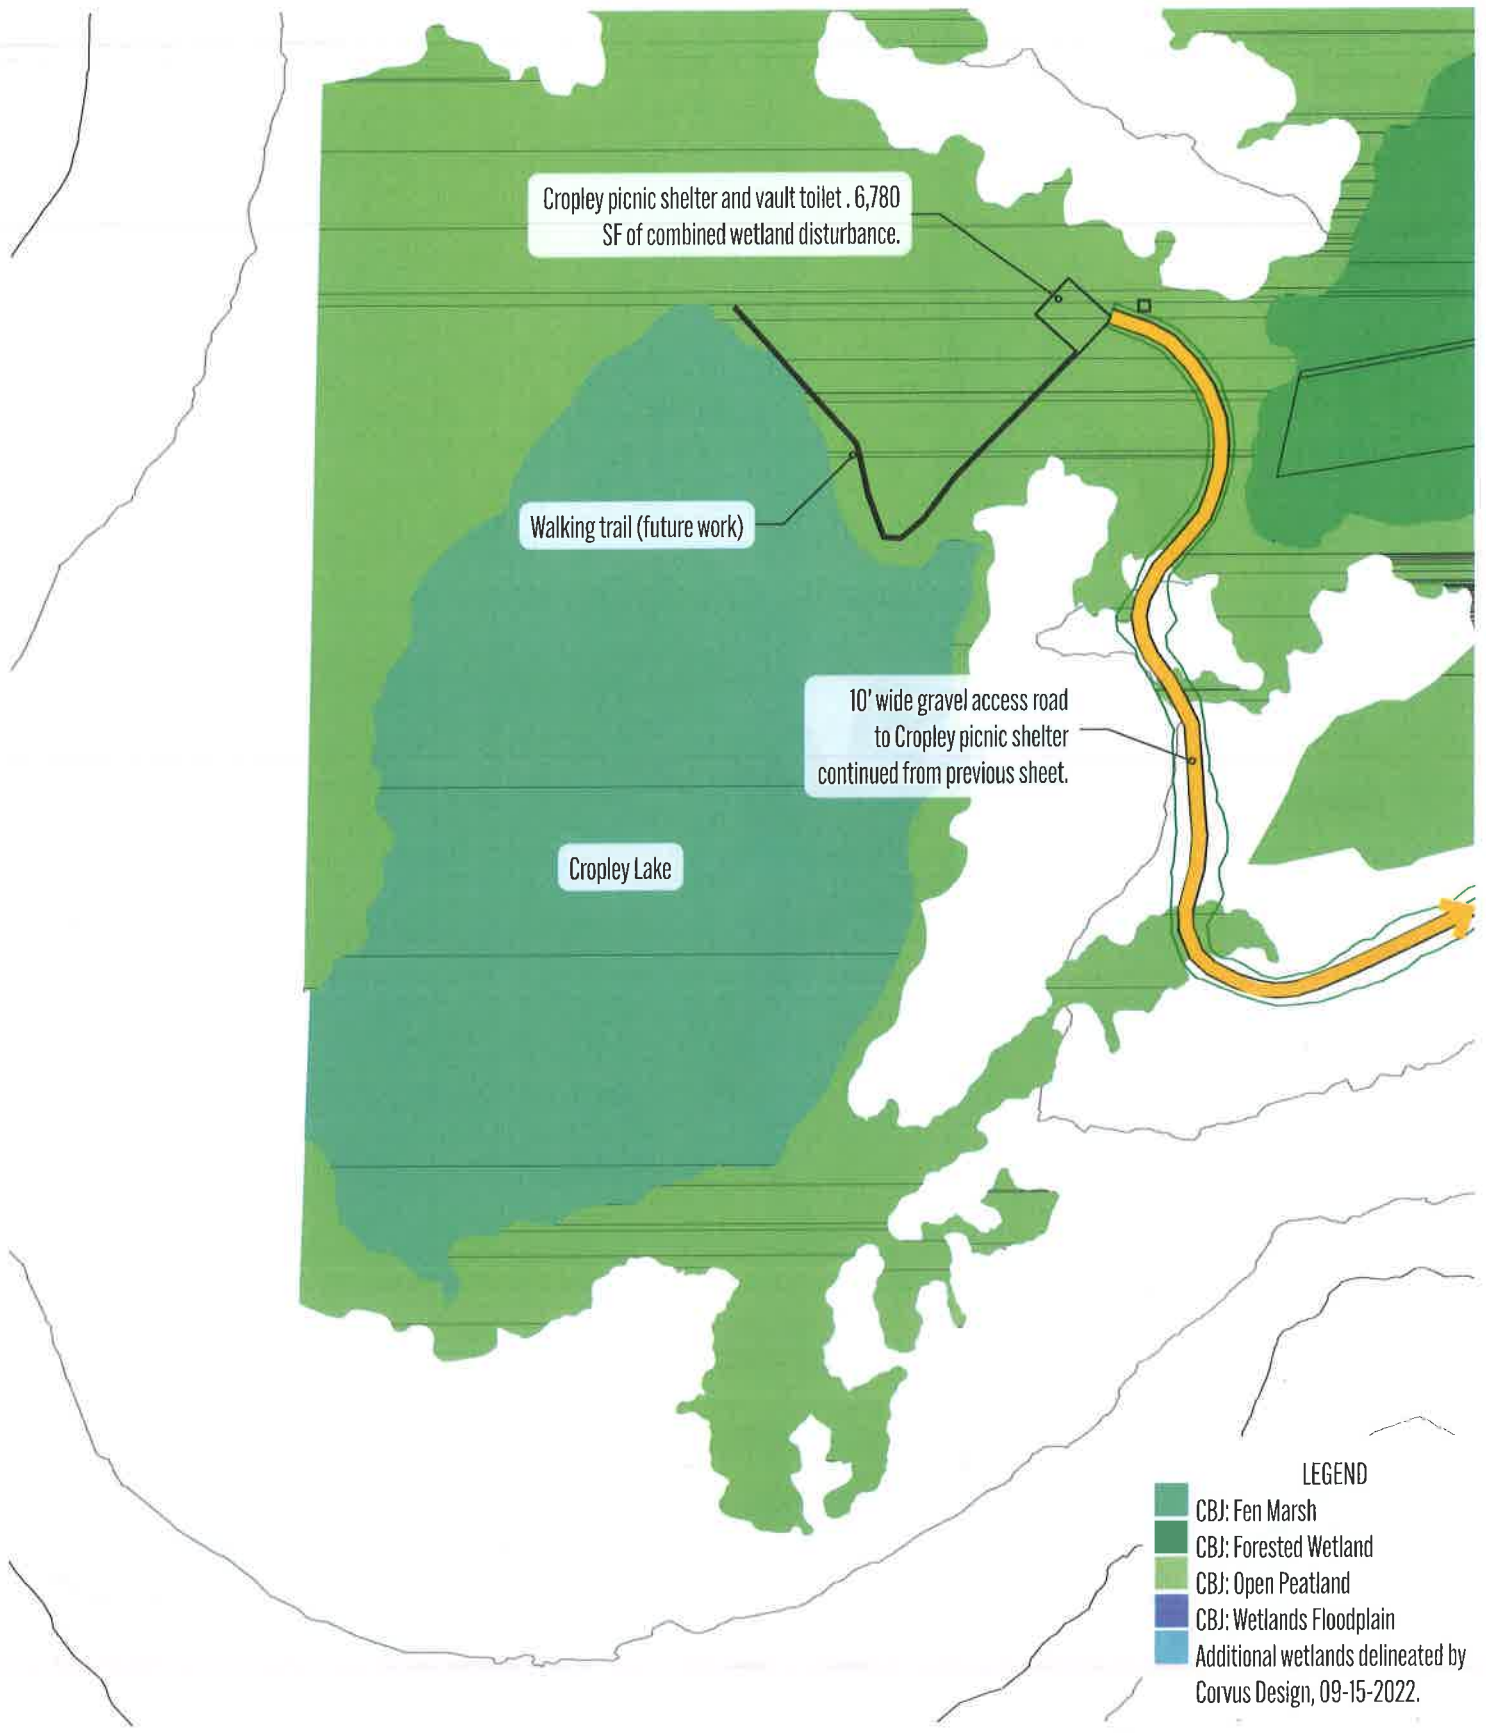 Cropley picnic shelter and vault toilet . 6,780
SF of combined wetland disturbance.
Walking trail (future work)
10' wide gravel access road
to Cropley picnic shelter
continued from previous sheet.
Cropley Lake
LEGEND
CBJ: Fen Marsh
CBJ: Forested Wetland
CBJ: Open Peatland
CBJ: Wetlands Floodplain
Additional wetlands delineated by
Corvus Design, 09-15-2022.